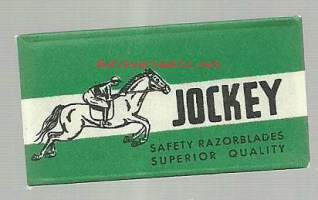 JOCKEY
SAFETY RAZORBLADES
SUPERIOR QUALITY